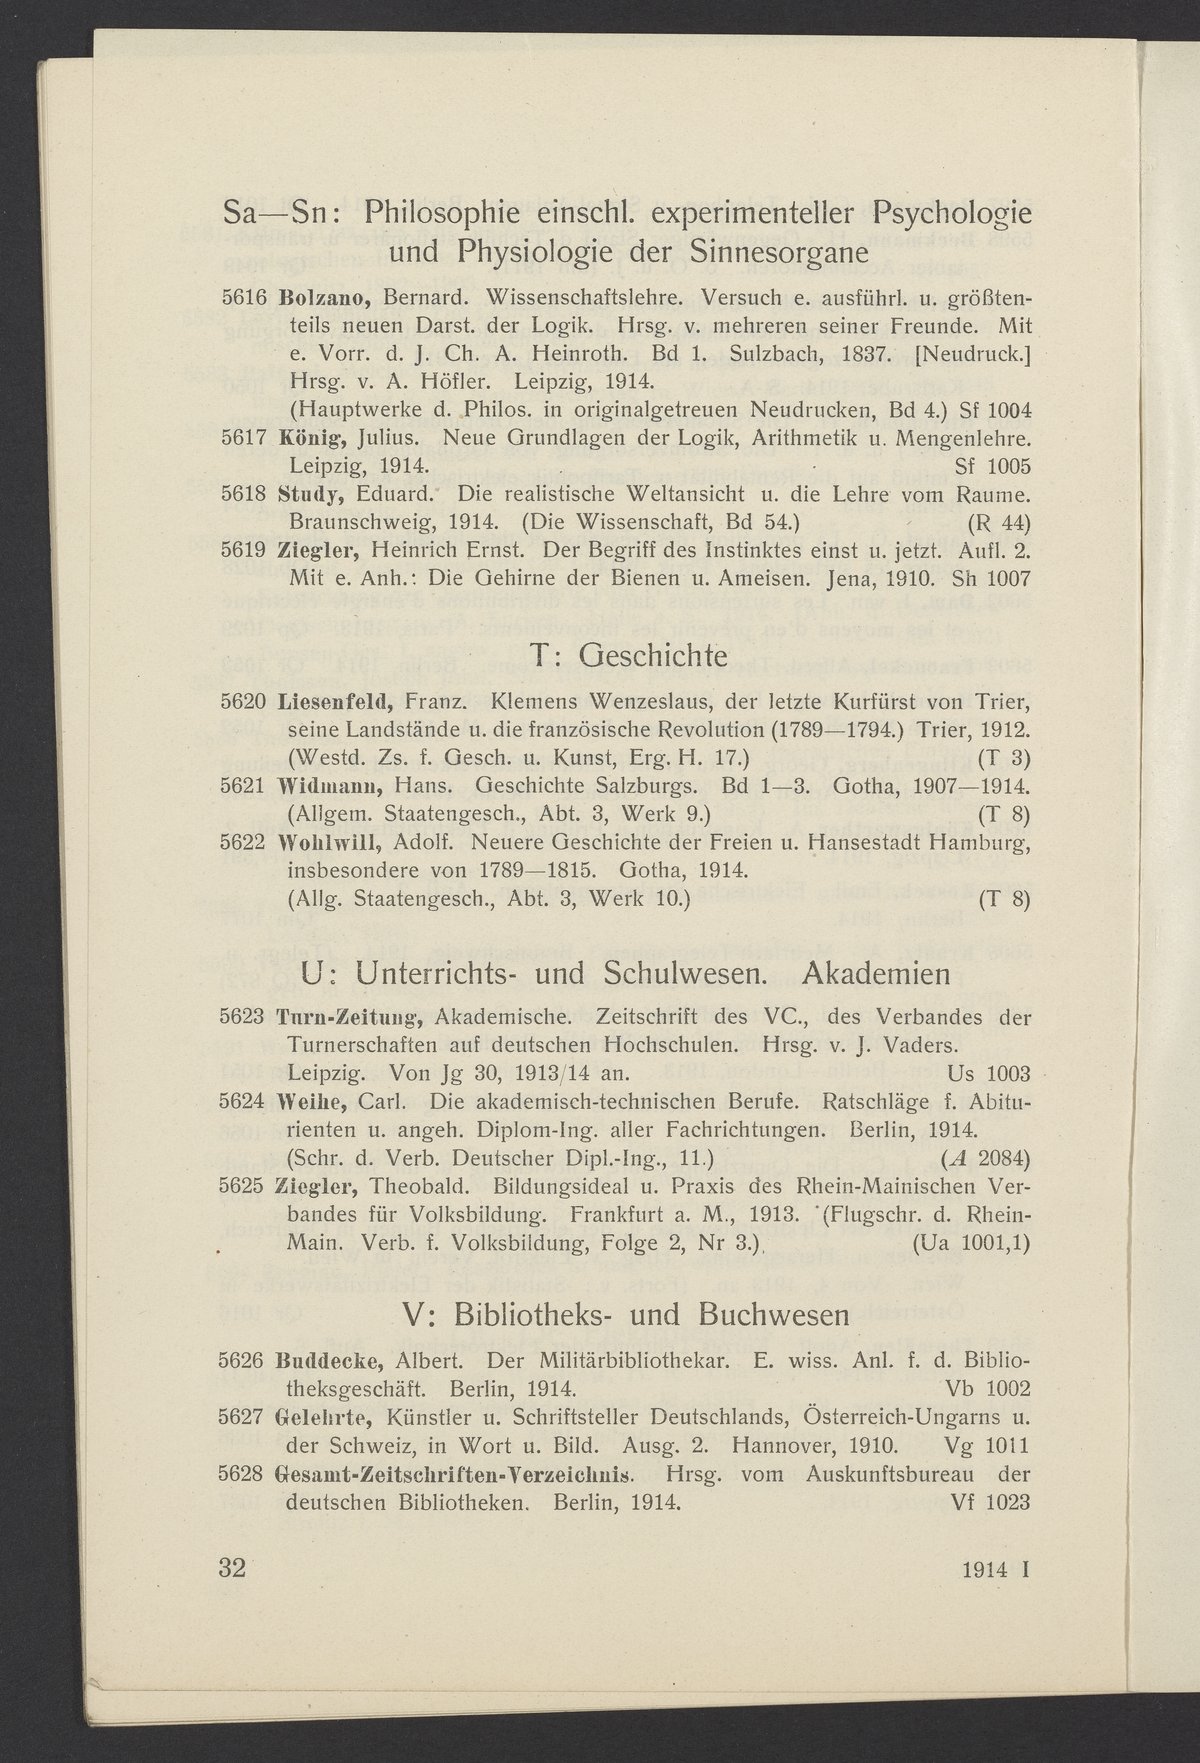 Sa—Sn: Philosophie einschl. experimenteller Psychologie
und Physiologie der Sinnesorgane
5616 Bolzano, Bernard. Wissenschaftslehre. Versuch e. ausführl. u. größten-
teils neuen Darst. der Logik. Hrsg. v. mehreren seiner Freunde. Mit
e. Vorr. d. J. Ch. A. Heinroth. Bd 1. Sulzbach, 1837. [Neudruck.]
Hrsg. v. A. Höfler. Leipzig, 1914.
(Hauptwerke d. Philos. in originalgetreuen Neudrucken, Bd 4.) Sf 1004
5617 König, Julius. Neue Grundlagen der Logik, Arithmetik u. Mengenlehre.
Leipzig, 1914. Sf 1005
5618 Study, Eduard. Die realistische Weltansicht u. die Lehre vom Raume.
Braunschweig, 1914. (Die Wissenschaft, Bd 54.) (R 44)
5619 Ziegler, Heinrich Ernst. Der Begriff des Instinktes einst u. jetzt. Aufl. 2.
Mit e. Anh.: Die Gehirne der Bienen u. Ameisen. Jena, 1910. Sh 1007
T: Geschichte
5620 Liesenfeld, Franz. Klemens Wenzeslaus, der letzte Kurfürst von Trier,
seine Landstände u. die französische Revolution (1789—1794.) Trier, 1912.
(Westd. Zs. f. Gesch. u. Kunst, Erg. H. 17.) (T 3)
5621 Widmann, Hans. Geschichte Salzburgs. Bd 1—3. Gotha, 1907—1914.
(Allgem. Staatengesch., Abt. 3, Werk 9.) (T 8)
5622 Wohlwill, Adolf. Neuere Geschichte der Freien u. Hansestadt Hamburg,
insbesondere von 1789—1815. Gotha, 1914.
(Allg. Staatengesch., Abt. 3, Werk 10.) (T 8)
U: Unterrichts- und Schulwesen. Akademien
5623 Turn-Zeitung, Akademische. Zeitschrift des VC., des Verbandes der
Turnerschaften auf deutschen Hochschulen. Hrsg. v. J. Vaders.
Leipzig. Von Jg 30, 1913/14 an. Us 1003
5624 Weihe, Carl. Die akademisch-technischen Berufe. Ratschläge f. Abitu-
rienten u. angeh. Diplom-Ing. aller Fachrichtungen. Berlin, 1914.
(Schr. d. Verb. Deutscher Dipl.-Ing., 11.) (A 2084)
5625 Ziegler, Theobald. Bildungsideal u. Praxis des Rhein-Mainischen Ver-
bandes für Volksbildung. Frankfurt a. M., 1913. (Flugschr. d. Rhein-
Main. Verb. f. Volksbildung, Folge 2, Nr 3.) (Ua 1001,1)
V: Bibliotheks- und Buchwesen
5626 Buddecke, Albert. Der Militärbibliothekar. E. wiss. Anl. f. d. Biblio-
theksgeschäft. Berlin, 1914. Vb 1002
5627 Gelehrte, Künstler u. Schriftsteller Deutschlands, Österreich-Ungarns u.
der Schweiz, in Wort u. Bild. Ausg. 2. Hannover, 1910. Vg 1011
5628 Gesamt-Zeitschriften-Verzeichnis. Hrsg. vom Auskunftsbureau der
deutschen Bibliotheken. Berlin, 1914. Vf 1023
32 1914 I